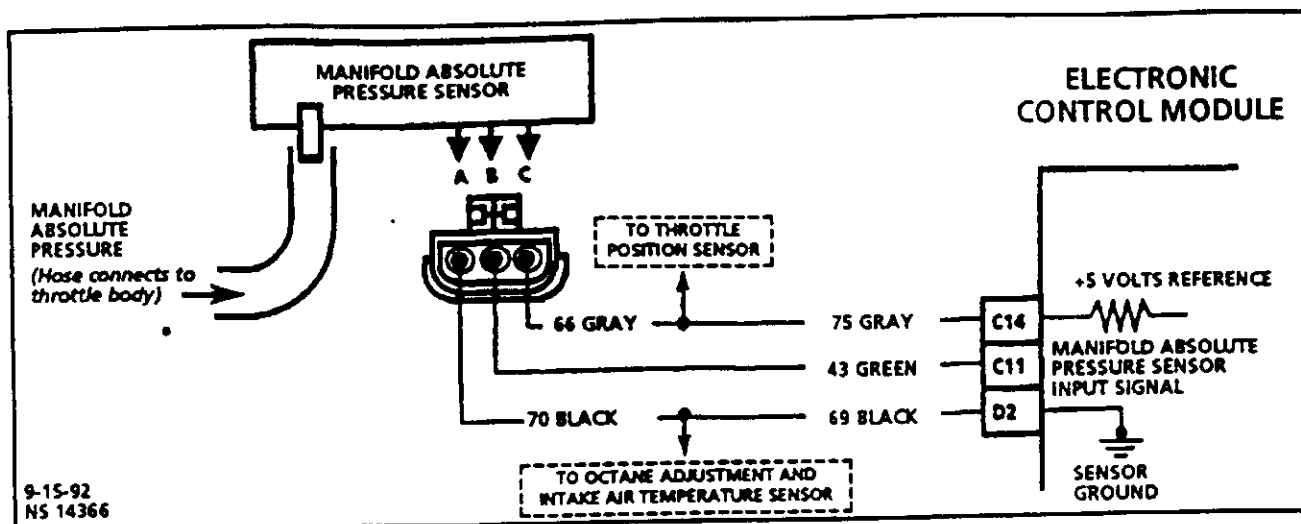 MANIFOLD ABSOLUTE
PRESSURE SENSOR
ELECTRONIC
CONTROL MODULE
A B C
MANIFOLD
ABSOLUTE
PRESSURE
(Hose connects to
throttle body)
TO THROTTLE
POSITION SENSOR
+5 VOLTS REFERENCE
66 GRAY
75 GRAY
C14
MANIFOLD ABSOLUTE
PRESSURE SENSOR
INPUT SIGNAL
43 GREEN
C11
70 BLACK
69 BLACK
D2
TO OCTANE ADJUSTMENT AND
INTAKE AIR TEMPERATURE SENSOR
SENSOR
GROUND
9-15-92
NS 14366